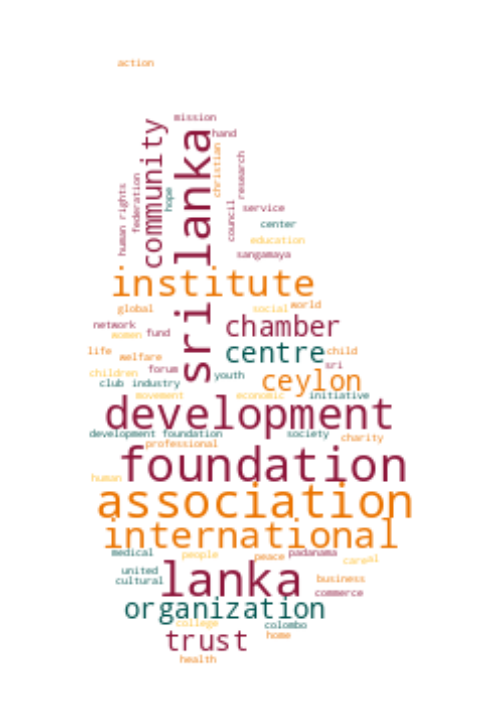 action
mission
hand
community
sri lanka
christian
research
human rights
federation
hope
council
service
center
education
sangamaya
institute
global
social
world
network
women
fund
chamber
life
welfare
centre
child
children
forum
sri
club
industry
youth
ceylon
movement
economic
initiative
development
development foundation
society
professional
charity
foundation
human
association
international
medical
people
peace
padanama
care
al
united
cultural
lanka
business
commerce
organization
college
colombo
trust
home
health